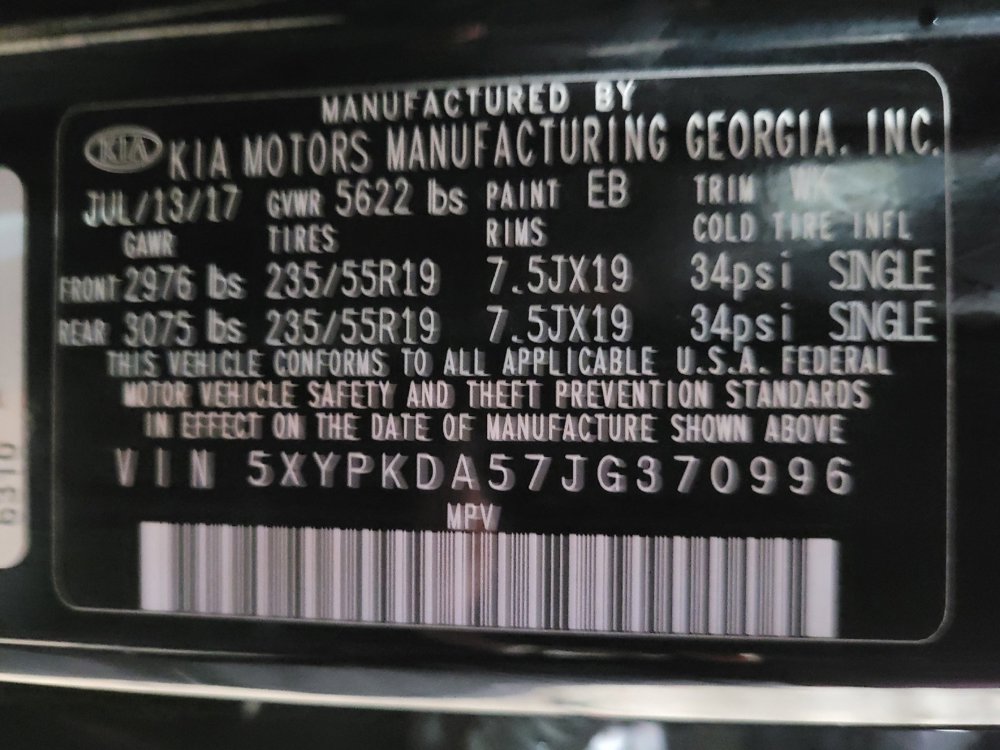 MANUFACTURED BY
KIA KIA MOTORS MANUFACTURING GEORGIA, INC.
JUL/13/17 GVWR 5622 lbs PAINT EB TRIM WK
GAWR TIRES RIMS COLD TIRE INFL
FRONT 2976 lbs 235/55R19 7.5JX19 34psi SINGLE
REAR 3075 lbs 235/55R19 7.5JX19 34psi SINGLE
THIS VEHICLE CONFORMS TO ALL APPLICABLE U.S.A. FEDERAL
MOTOR VEHICLE SAFETY AND THEFT PREVENTION STANDARDS
IN EFFECT ON THE DATE OF MANUFACTURE SHOWN ABOVE
VIN 5XYPKDA57JG370996
MPV